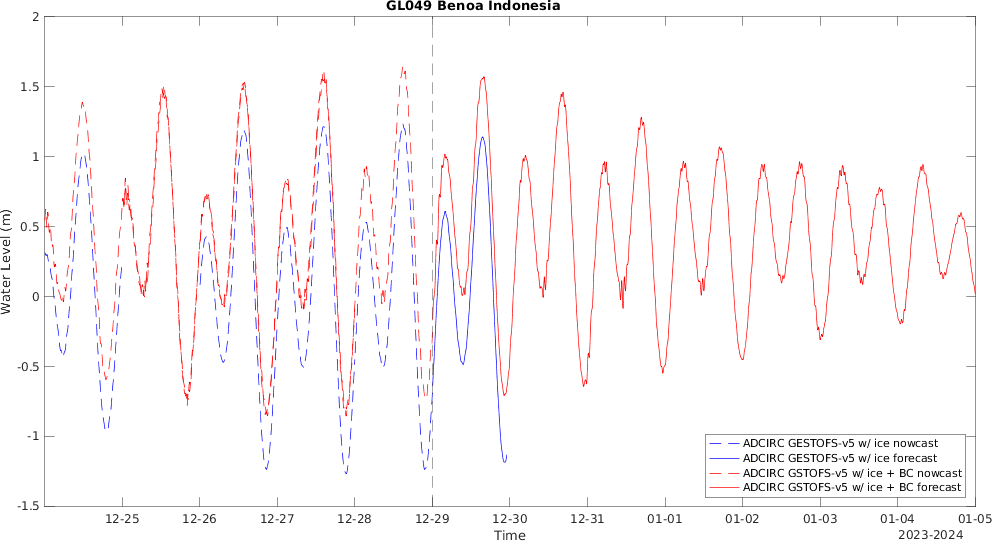 GL049 Benoa Indonesia
2
1.5
1
0.5
0
-0.5
-1
-1.5
Water Level (m)
ADCIRC GESTOFS-v5 w/ ice nowcast
ADCIRC GESTOFS-v5 w/ ice forecast
ADCIRC GSTOFS-v5 w/ ice + BC nowcast
ADCIRC GSTOFS-v5 w/ ice + BC forecast
12-25 12-26 12-27 12-28 12-29 12-30 12-31 01-01 01-02 01-03 01-04 01-05
Time
2023-2024